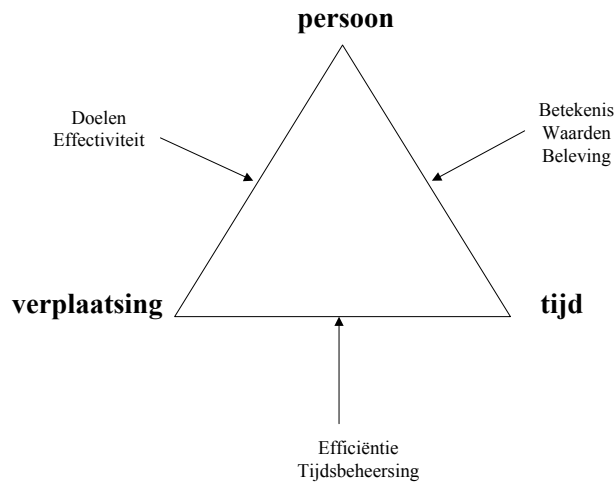 persoon
Doelen
Effectiviteit
Betekenis
Waarden
Beleving
verplaatsing
tijd
Efficiëntie
Tijdsbeheersing